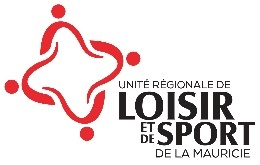 UNITÉ RÉGIONALE DE
LOISIR
ET DE SPORT
DE LA MAURICIE